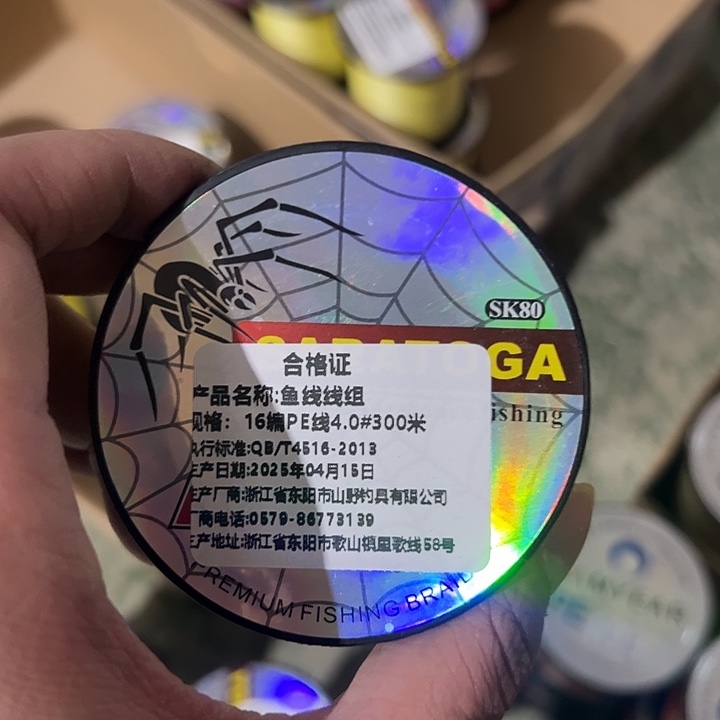 SK80
SARATOGA
ishing
合格证
产品名称:鱼线线组
规格: 16编PE线4.0#300米
执行标准:QB/T4516-2013
生产日期:2025年04月15日
生产厂商:浙江省东阳市山野钓具有限公司
厂商电话:0579-86773139
生产地址:浙江省东阳市歌山镇里歌线58号
PREMIUM FISHING BRAID